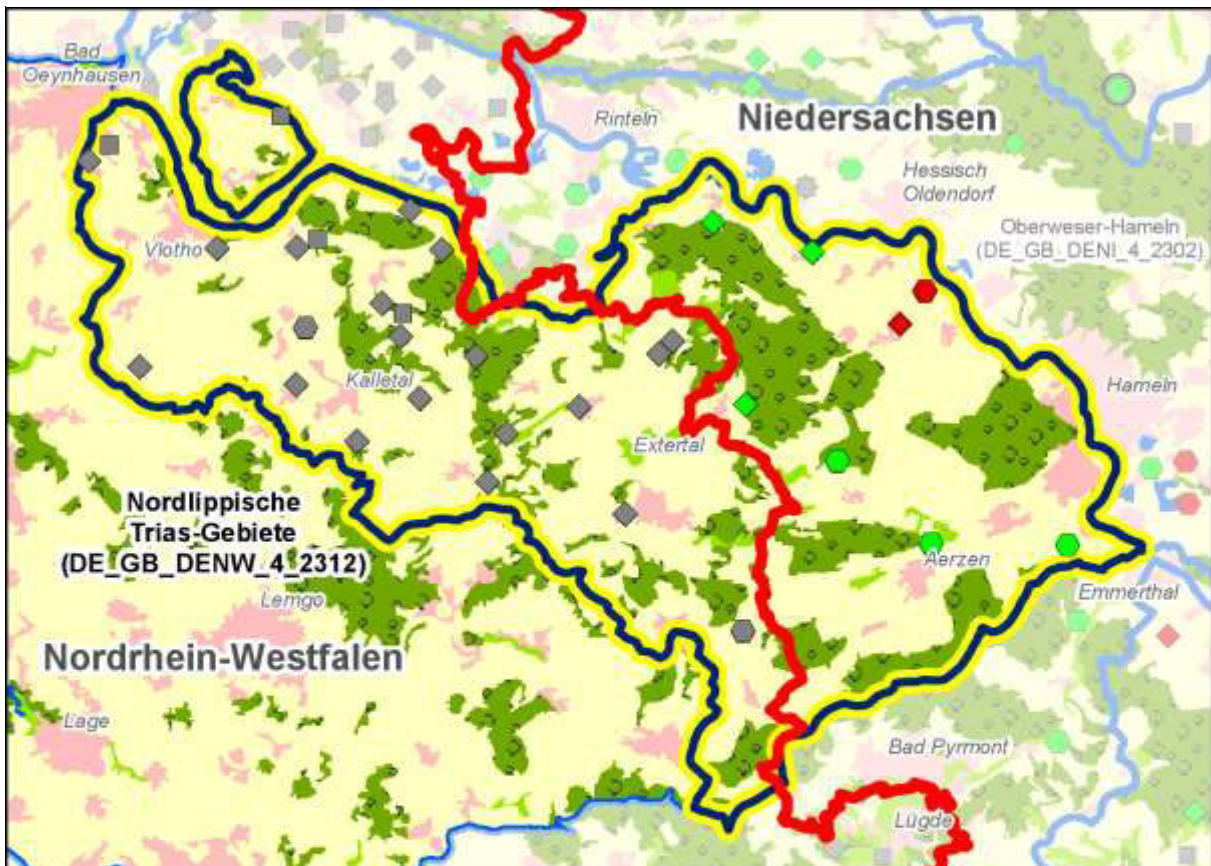 Bad
Oeynhausen
Rinteln
Niedersachsen
Hessisch
Oldendorf
Oberweser-Hameln
(DE_GB_DENI_4_2302)
Vlotho
Kalletal
Hameln
Extertal
Nordlippische
Trias-Gebiete
(DE_GB_DENW_4_2312)
Aerzen
Lemgo
Emmerthal
Nordrhein-Westfalen
Lage
Bad Pyrmont
Lügde